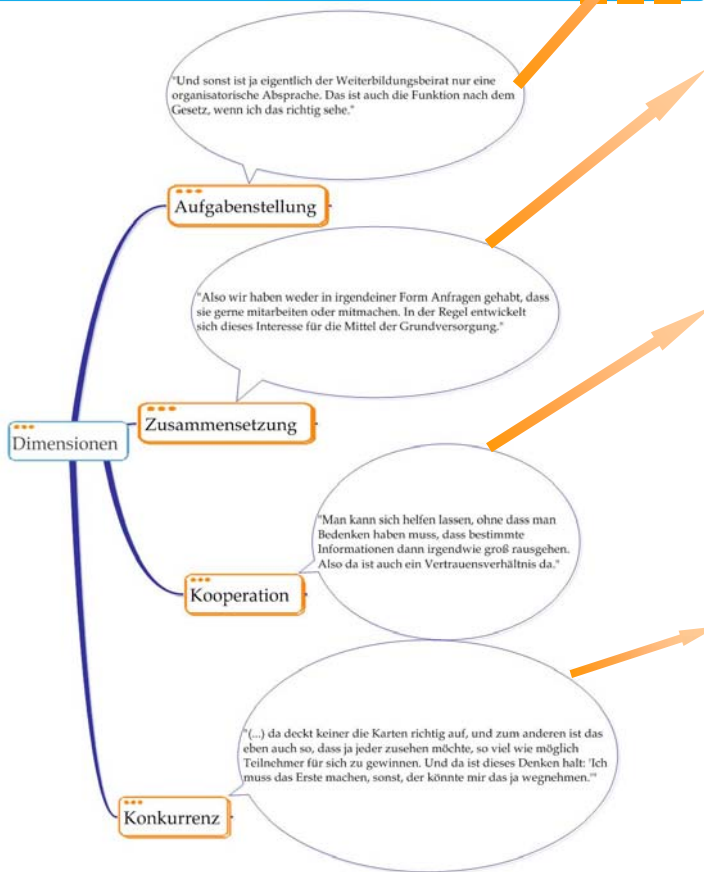 "Und sonst ist ja eigentlich der Weiterbildungsbeirat nur eine
organisatorische Absprache. Das ist auch die Funktion nach dem
Gesetz, wenn ich das richtig sehe."
Aufgabenstellung
"Also wir haben weder in irgendeiner Form Anfragen gehabt, dass
sie gerne mitarbeiten oder mitmachen. In der Regel entwickelt
sich dieses Interesse für die Mittel der Grundversorgung."
Zusammensetzung
Dimensionen
"Man kann sich helfen lassen, ohne dass man
Bedenken haben muss, dass bestimmte
Informationen dann irgendwie groß rausgehen.
Also da ist auch ein Vertrauensverhältnis da."
Kooperation
"(...) da deckt keiner die Karten richtig auf, und zum anderen ist das
eben auch so, dass ja jeder zusehen möchte, so viel wie möglich
Teilnehmer für sich zu gewinnen. Und da ist dieses Denken halt: 'Ich
muss das Erste machen, sonst, der könnte mir das ja wegnehmen.'"
Konkurrenz